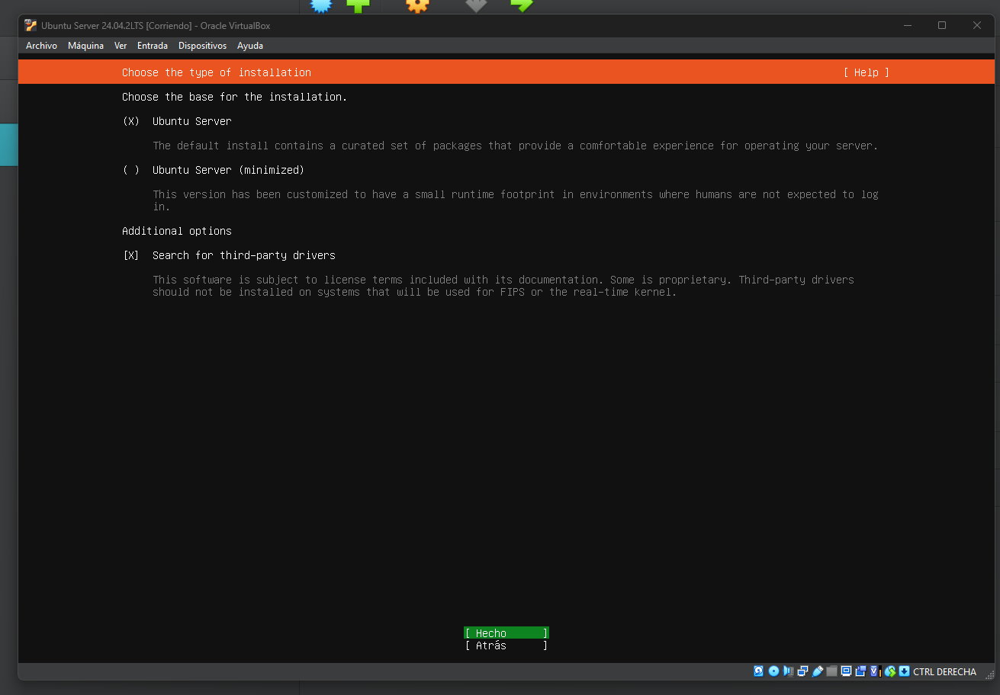 Ubuntu Server 24.04.2LTS [Corriendo] - Oracle VirtualBox
Archivo Máquina Ver Entrada Dispositivos Ayuda
Choose the type of installation [ Help ]
Choose the base for the installation.
(X) Ubuntu Server
The default install contains a curated set of packages that provide a comfortable experience for operating your server.
( ) Ubuntu Server (minimized)
This version has been customized to have a small runtime footprint in environments where humans are not expected to log
in.
Additional options
[X] Search for third-party drivers
This software is subject to license terms included with its documentation. Some is proprietary. Third-party drivers
should not be installed on systems that will be used for FIPS or the real-time kernel.
[ Hecho ]
[ Atrás ]
CTRL DERECHA